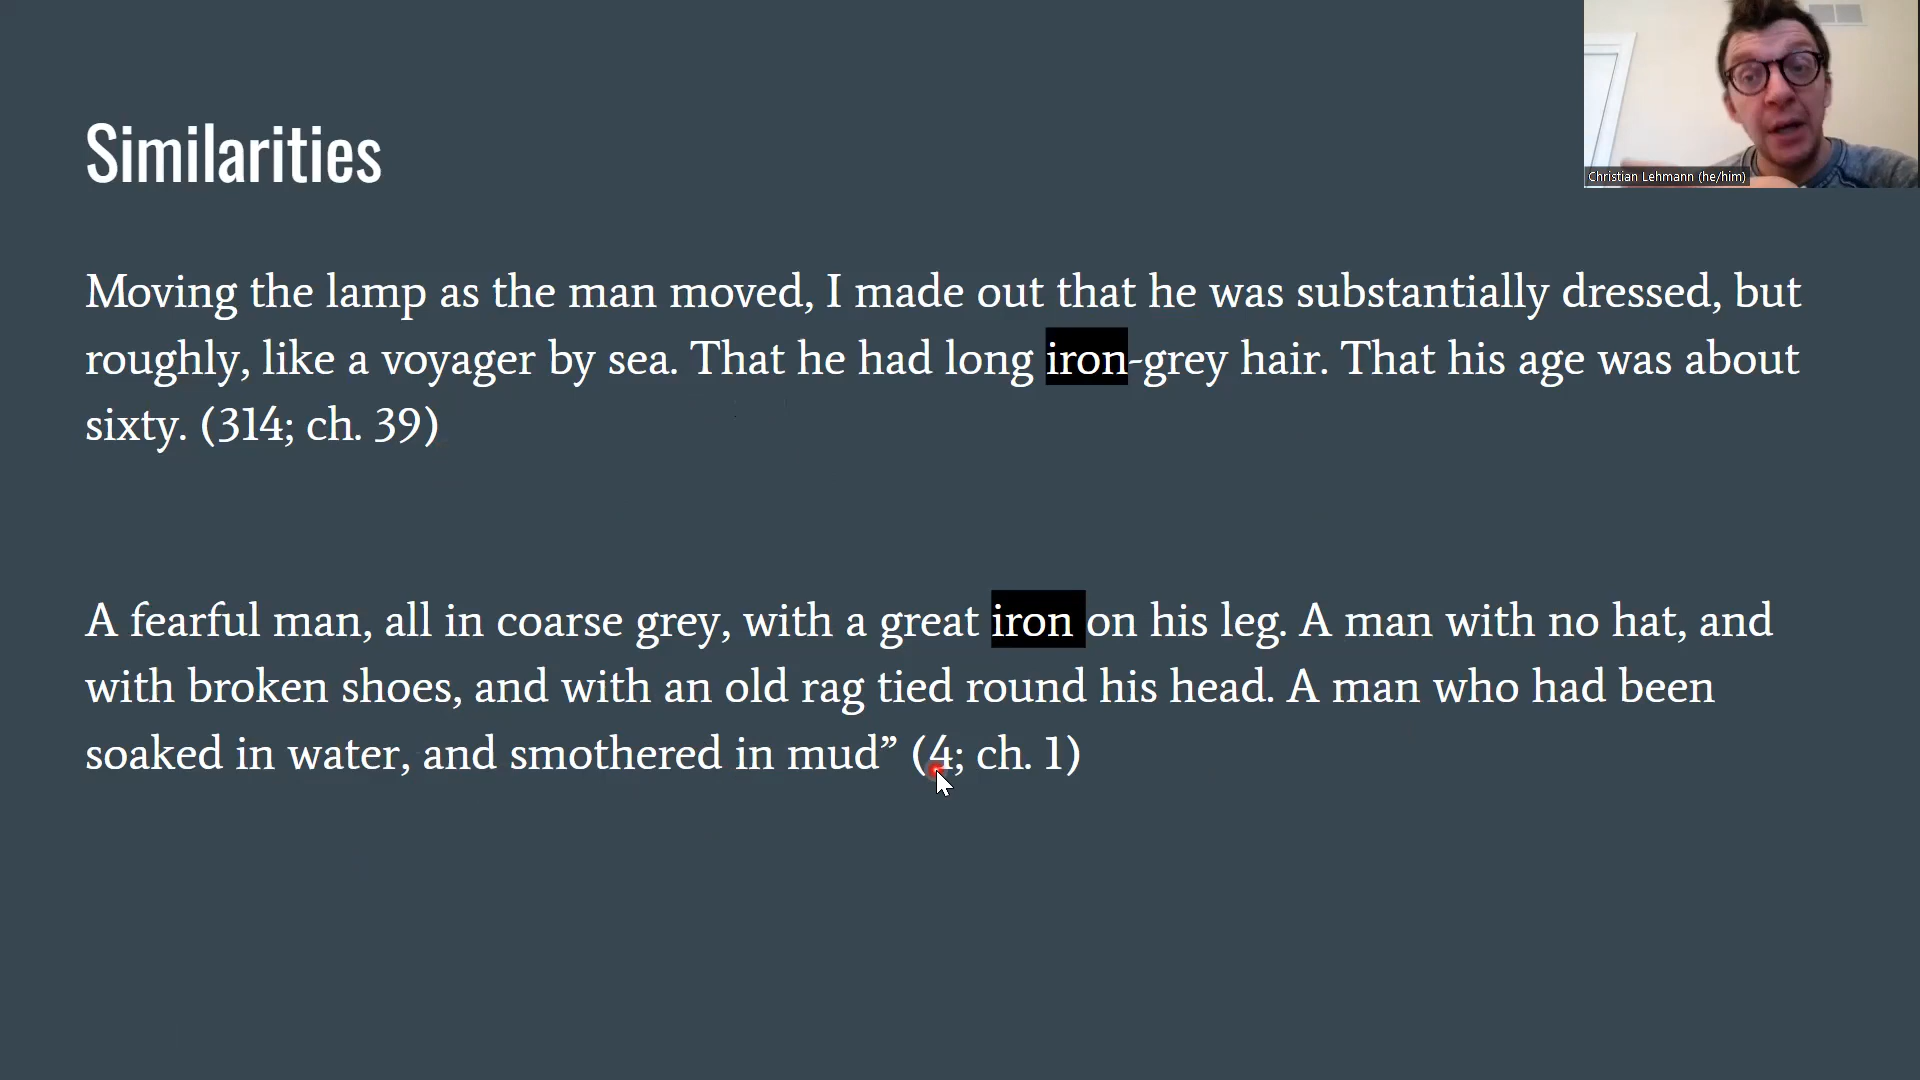 Christian Lehmann (he/him)
Similarities
Moving the lamp as the man moved, I made out that he was substantially dressed, but
roughly, like a voyager by sea. That he had long iron-grey hair. That his age was about
sixty. (314; ch. 39)
A fearful man, all in coarse grey, with a great iron on his leg. A man with no hat, and
with broken shoes, and with an old rag tied round his head. A man who had been
soaked in water, and smothered in mud” (4; ch. 1)